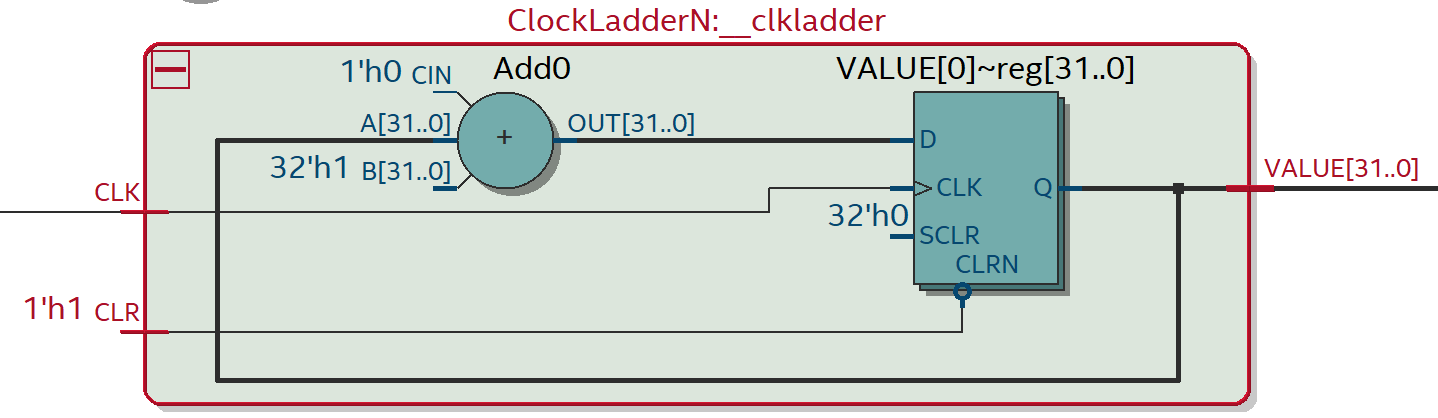 ClockLadderN:__clkladder
1'h0 CIN
Add0
VALUE[0]~reg[31..0]
A[31..0]
+
OUT[31..0]
D
32'h1 B[31..0]
VALUE[31..0]
CLK
CLK
Q
32'h0
SCLR
CLRN
1'h1 CLR